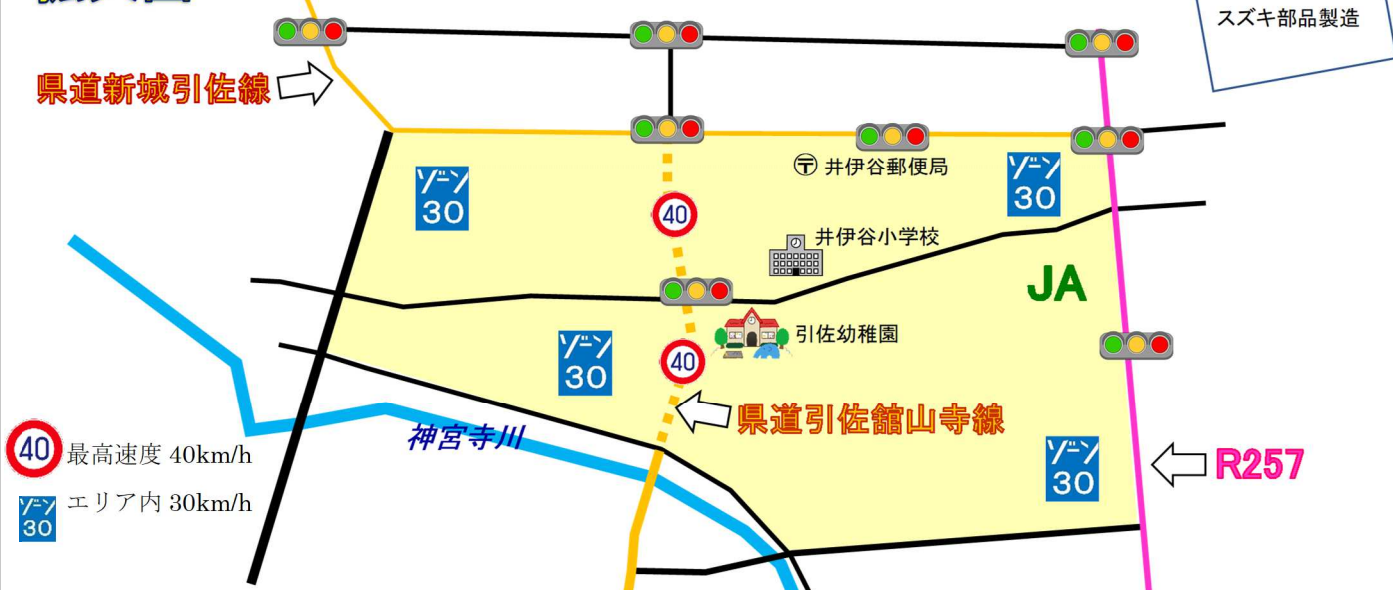 スズキ部品製造
県道新城引佐線
〒 井伊谷郵便局
ゾーン
30
ゾーン
30
40
井伊谷小学校
JA
引佐幼稚園
ゾーン
30
40
県道引佐舘山寺線
神宮寺川
ゾーン
30
R257
40 最高速度 40km/h
ゾーン
30
エリア内 30km/h